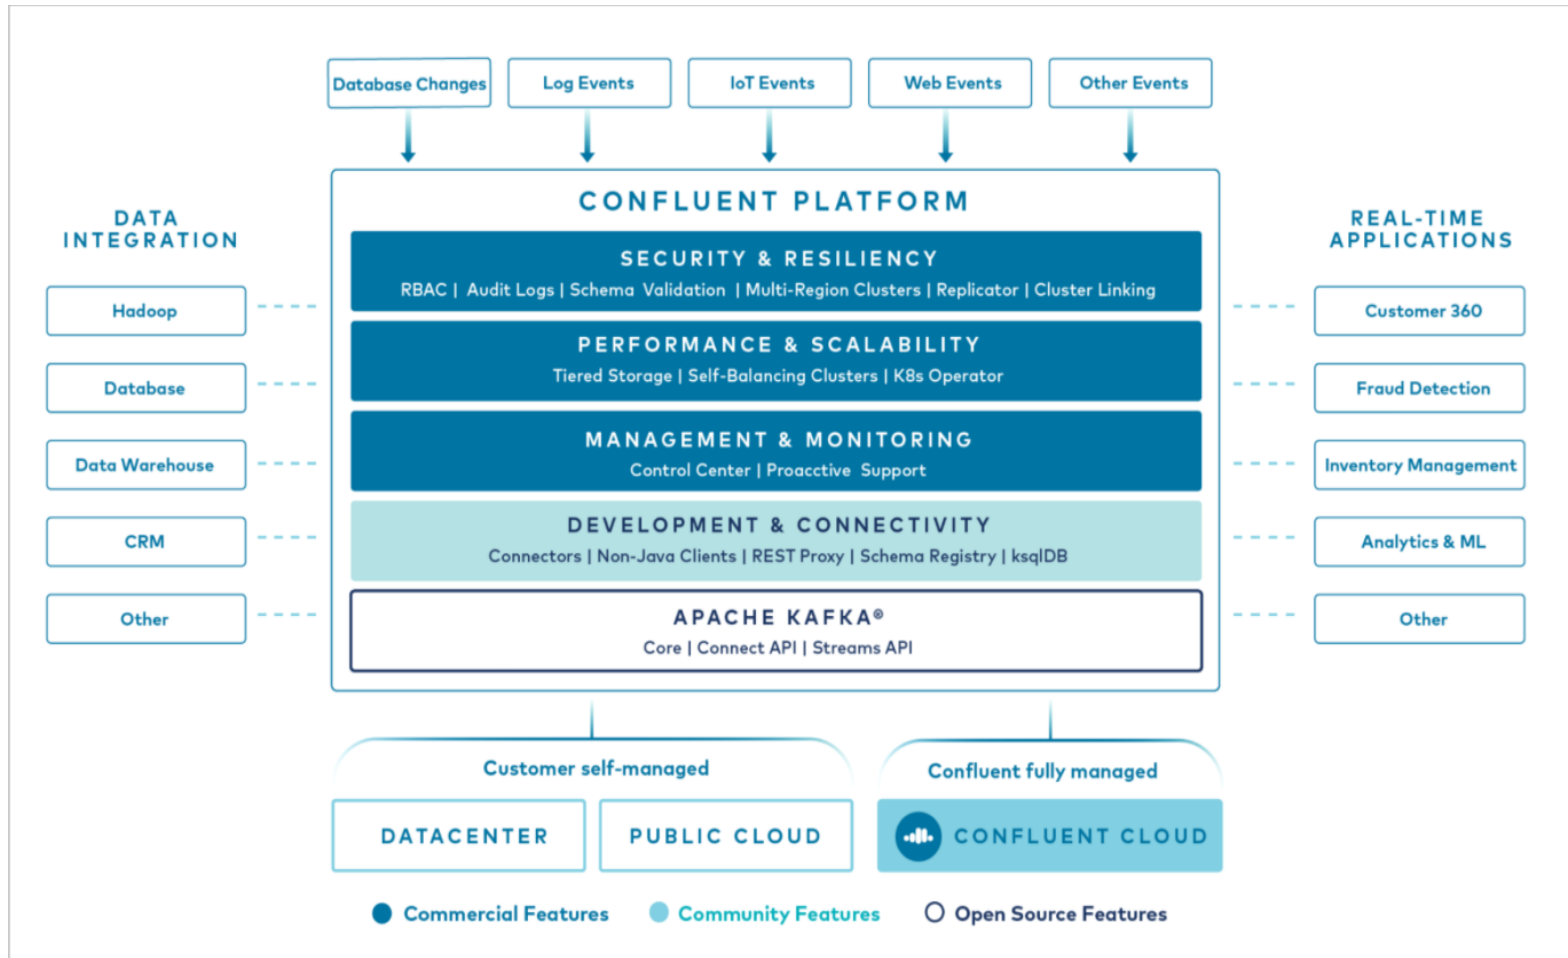 Database Changes
Log Events
IoT Events
Web Events
Other Events
DATA
INTEGRATION
Hadoop
Database
Data Warehouse
CRM
Other
CONFLUENT PLATFORM
SECURITY & RESILIENCY
RBAC | Audit Logs | Schema Validation | Multi-Region Clusters | Replicator | Cluster Linking
PERFORMANCE & SCALABILITY
Tiered Storage | Self-Balancing Clusters | K8s Operator
MANAGEMENT & MONITORING
Control Center | Proacctive Support
DEVELOPMENT & CONNECTIVITY
Connectors | Non-Java Clients | REST Proxy | Schema Registry | ksqlDB
APACHE KAFKA®
Core | Connect API | Streams API
REAL-TIME
APPLICATIONS
Customer 360
Fraud Detection
Inventory Management
Analytics & ML
Other
Customer self-managed
Confluent fully managed
DATACENTER
PUBLIC CLOUD
CONFLUENT CLOUD
Commercial Features
Community Features
Open Source Features